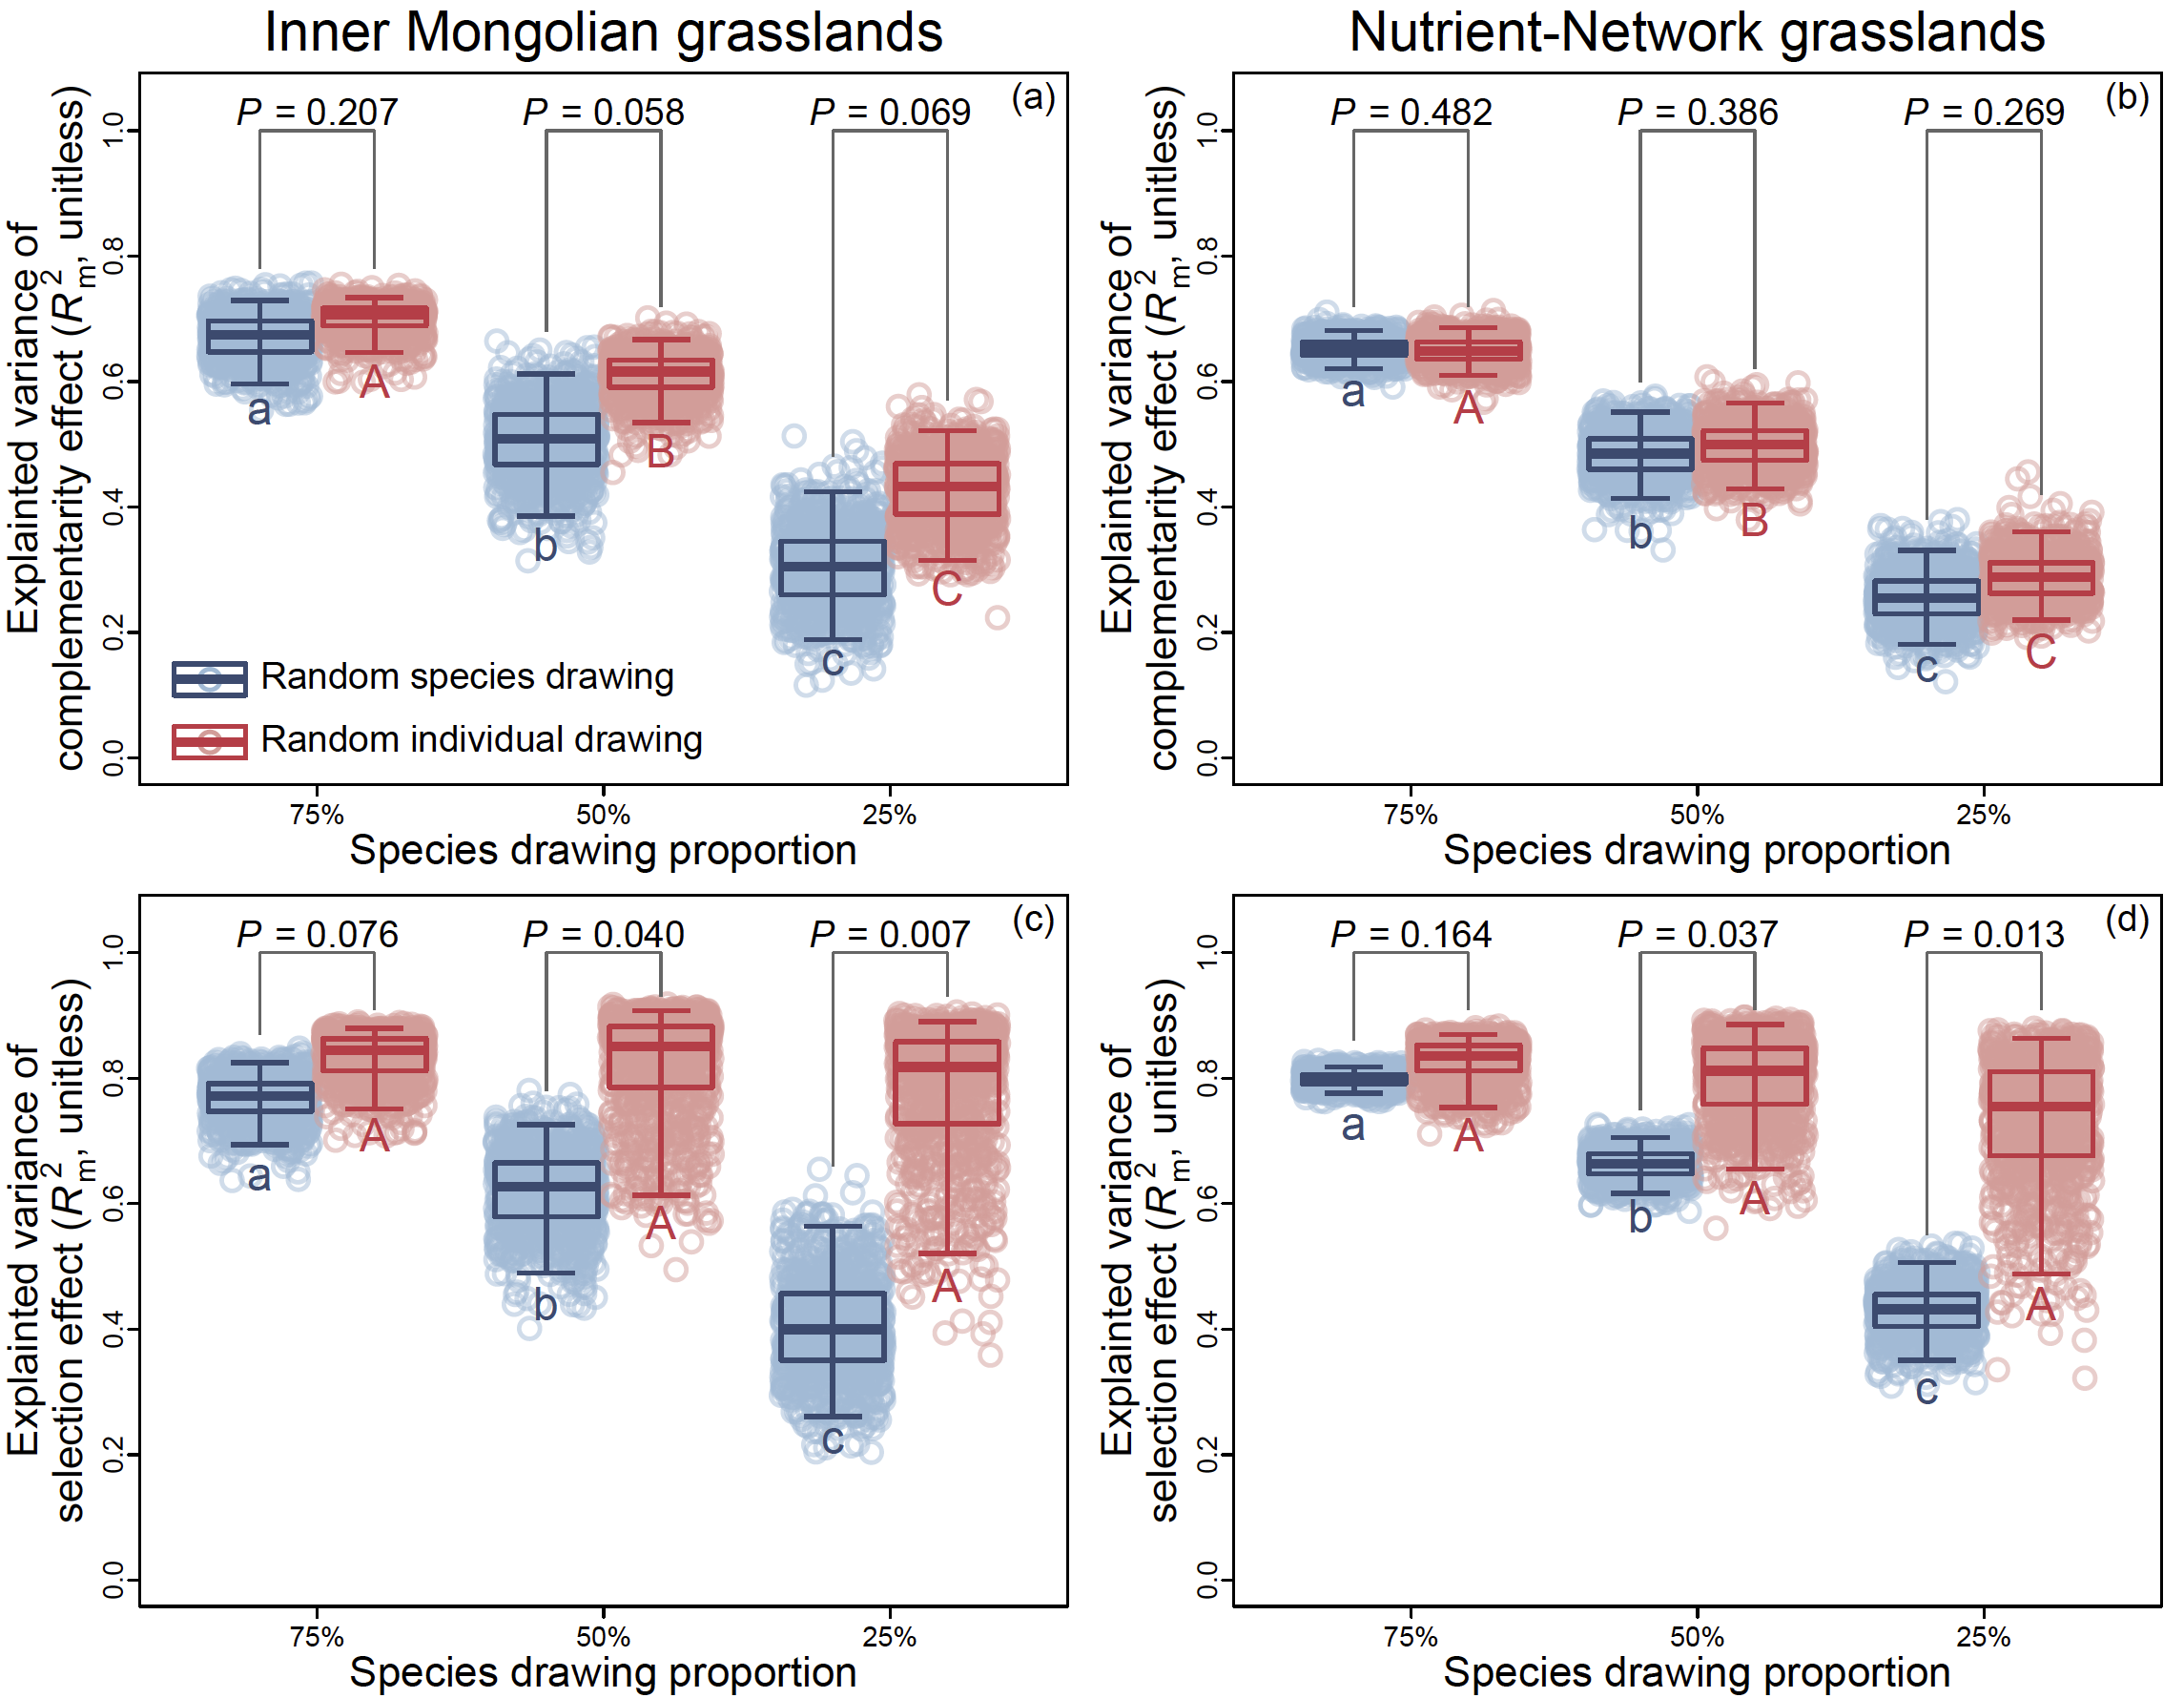 Inner Mongolian grasslands
Nutrient-Network grasslands
(a)
P = 0.207
P = 0.058
P = 0.069
Explainted variance of
complementarity effect (R²m, unitless)
1.0
0.8
0.6
0.4
0.2
0.0
a
A
b
B
c
C
Random species drawing
Random individual drawing
75%
50%
25%
Species drawing proportion
(b)
P = 0.482
P = 0.386
P = 0.269
Explainted variance of
complementarity effect (R²m, unitless)
1.0
0.8
0.6
0.4
0.2
0.0
a
A
b
B
c
C
75%
50%
25%
Species drawing proportion
(c)
P = 0.076
P = 0.040
P = 0.007
Explainted variance of
selection effect (R²m, unitless)
1.0
0.8
0.6
0.4
0.2
0.0
a
A
b
A
c
A
75%
50%
25%
Species drawing proportion
(d)
P = 0.164
P = 0.037
P = 0.013
Explainted variance of
selection effect (R²m, unitless)
1.0
0.8
0.6
0.4
0.2
0.0
a
A
b
A
c
A
75%
50%
25%
Species drawing proportion